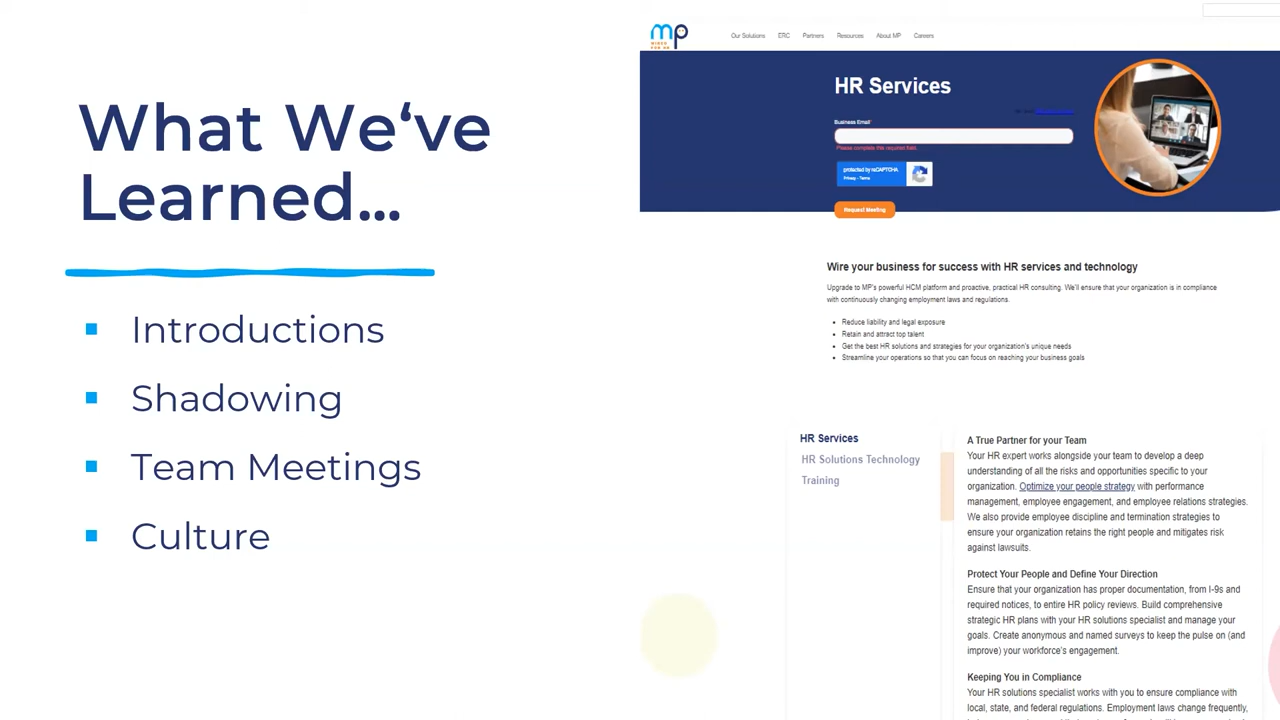 What We‘ve
Learned...
Introductions
Shadowing
Team Meetings
Culture
mp
WIRED
FOR HR
Our Solutions ERC Partners Resources About MP Careers
HR Services
Business Email*
Please complete this required field.
protected by reCAPTCHA
Privacy - Terms
Request Meeting
Wire your business for success with HR services and technology
Upgrade to MP's powerful HCM platform and proactive, practical HR consulting. We'll ensure that your organization is in compliance
with continuously changing employment laws and regulations.
Reduce liability and legal exposure
Retain and attract top talent
Get the best HR solutions and strategies for your organization's unique needs
Streamline your operations so that you can focus on reaching your business goals
HR Services
HR Solutions Technology
Training
A True Partner for your Team
Your HR expert works alongside your team to develop a deep
understanding of all the risks and opportunities specific to your
organization. Optimize your people strategy with performance
management, employee engagement, and employee relations strategies.
We also provide employee discipline and termination strategies to
ensure your organization retains the right people and mitigates risk
against lawsuits.
Protect Your People and Define Your Direction
Ensure that your organization has proper documentation, from I-9s and
required notices, to entire HR policy reviews. Build comprehensive
strategic HR plans with your HR solutions specialist and manage your
goals. Create anonymous and named surveys to keep the pulse on (and
improve) your workforce's engagement.
Keeping You in Compliance
Your HR solutions specialist works with you to ensure compliance with
local, state, and federal regulations. Employment laws change frequently,